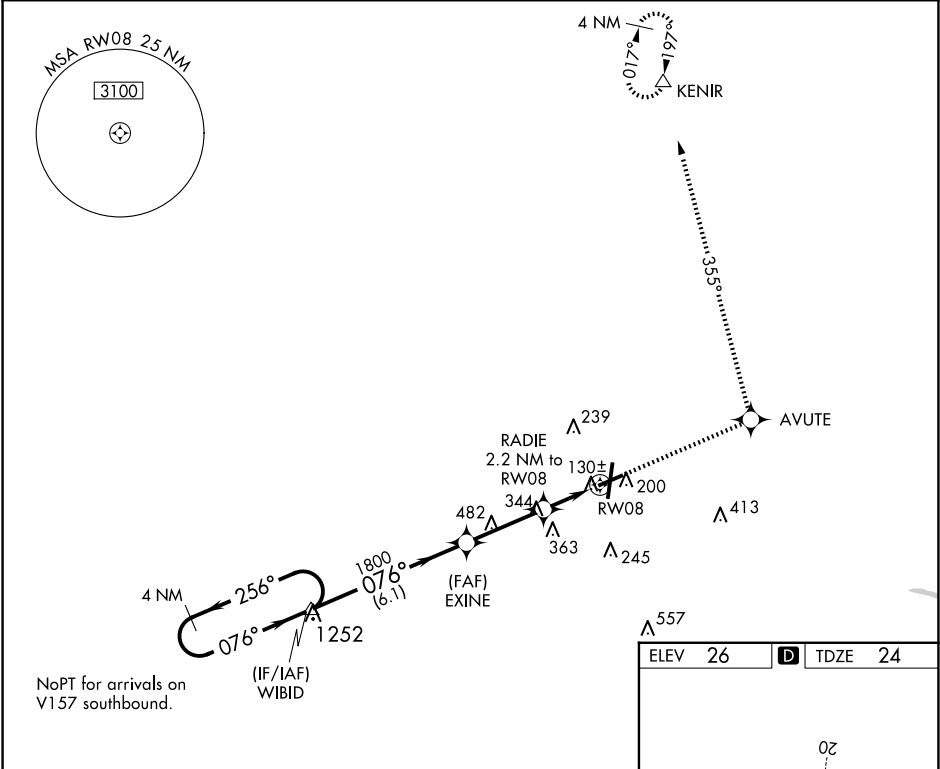 MSA RW08 25 NM
3100
4 NM
017°
197°
KENIR
355°
AVUTE
239
RADIE
2.2 NM to
RW08
130±
200
RW08
344
482
363
413
245
1800
076°
(6.1)
(FAF)
EXINE
4 NM
256°
076°
1252
(IF/IAF)
WIBID
NoPT for arrivals on
V157 southbound.
557
ELEV 26 D TDZE 24
20